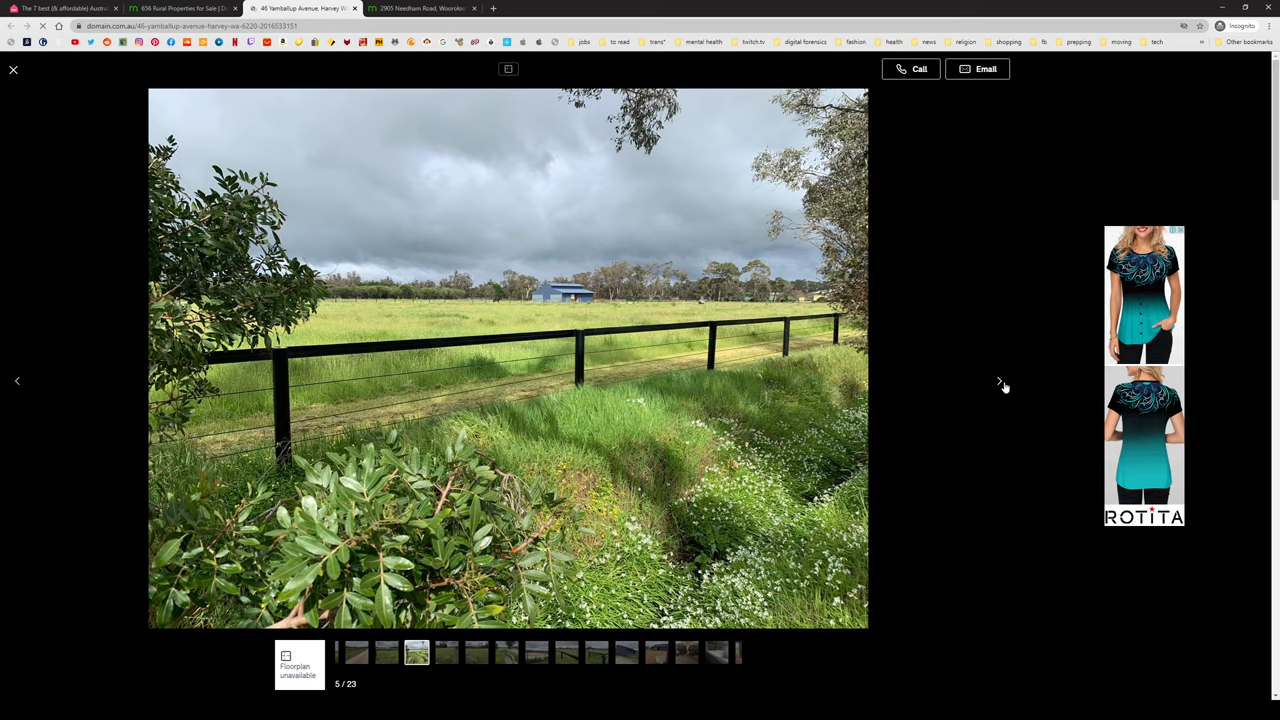 The 7 best (& affordable) Austral
656 Rural Properties for Sale | D
46 Yamballup Avenue, Harvey W
2905 Needham Road, Wooroloo
domain.com.au/46-yamballup-avenue-harvey-wa-6220-2016533151
Incognito
jobs
to read
trans*
mental health
twitch.tv
digital forensics
fashion
health
news
religion
shopping
fb
prepping
moving
tech
»
Other bookmarks
Call
Email
ROTITA
Floorplan
unavailable
5 / 23